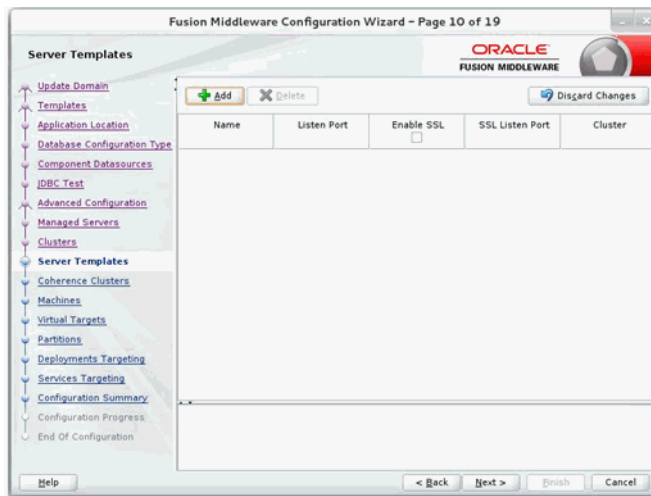 Fusion Middleware Configuration Wizard - Page 10 of 19
Server Templates
ORACLE
FUSION MIDDLEWARE
Update Domain
Templates
Application Location
Database Configuration Type
Component Datasources
JDBC Test
Advanced Configuration
Managed Servers
Clusters
Server Templates
Coherence Clusters
Machines
Virtual Targets
Partitions
Deployments Targeting
Services Targeting
Configuration Summary
Configuration Progress
End Of Configuration
Add Delete Discard Changes
Name Listen Port Enable SSL SSL Listen Port Cluster
Help < Back Next > Finish Cancel